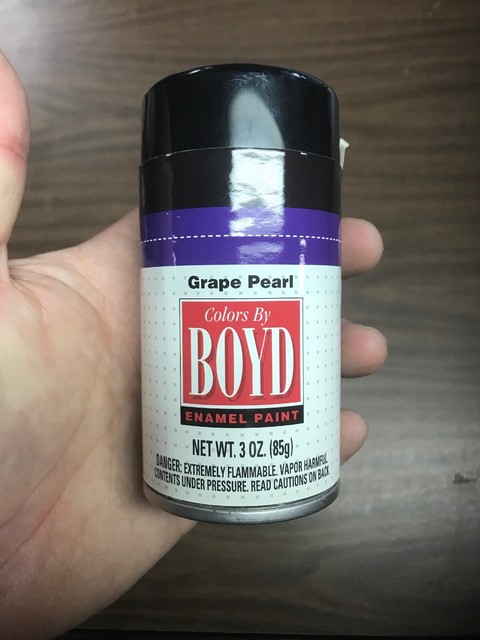 Grape Pearl
Colors By
BOYD
ENAMEL PAINT
NET WT. 3 OZ. (85g)
DANGER: EXTREMELY FLAMMABLE. VAPOR HARMFUL.
CONTENTS UNDER PRESSURE. READ CAUTIONS ON BACK.